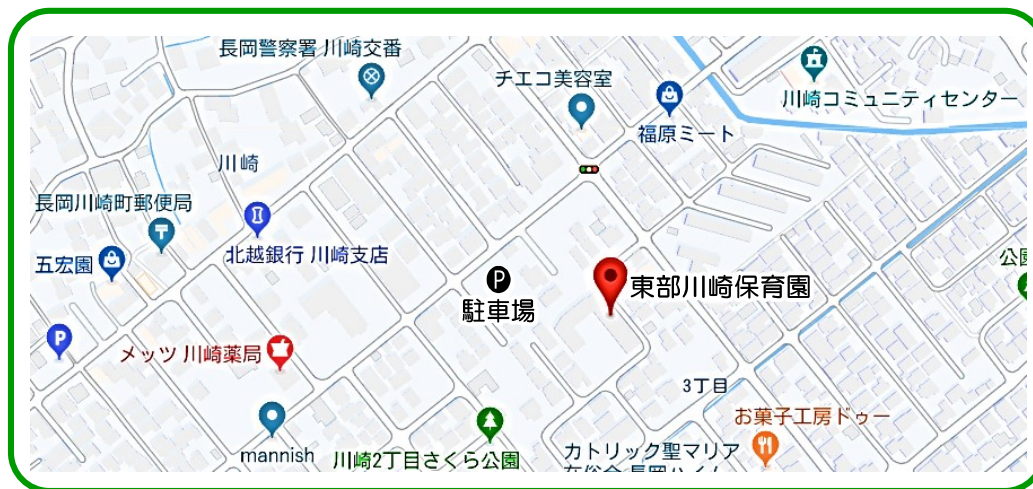 長岡警察署 川崎交番
チエコ美容室
川崎コミュニティセンター
福原ミート
川崎
長岡川崎町郵便局
北越銀行 川崎支店
五宏園
公園
P
駐車場
東部川崎保育園
P
メッツ 川崎薬局
3丁目
お菓子工房ドゥー
mannish
川崎2丁目さくら公園
カトリック聖マリア